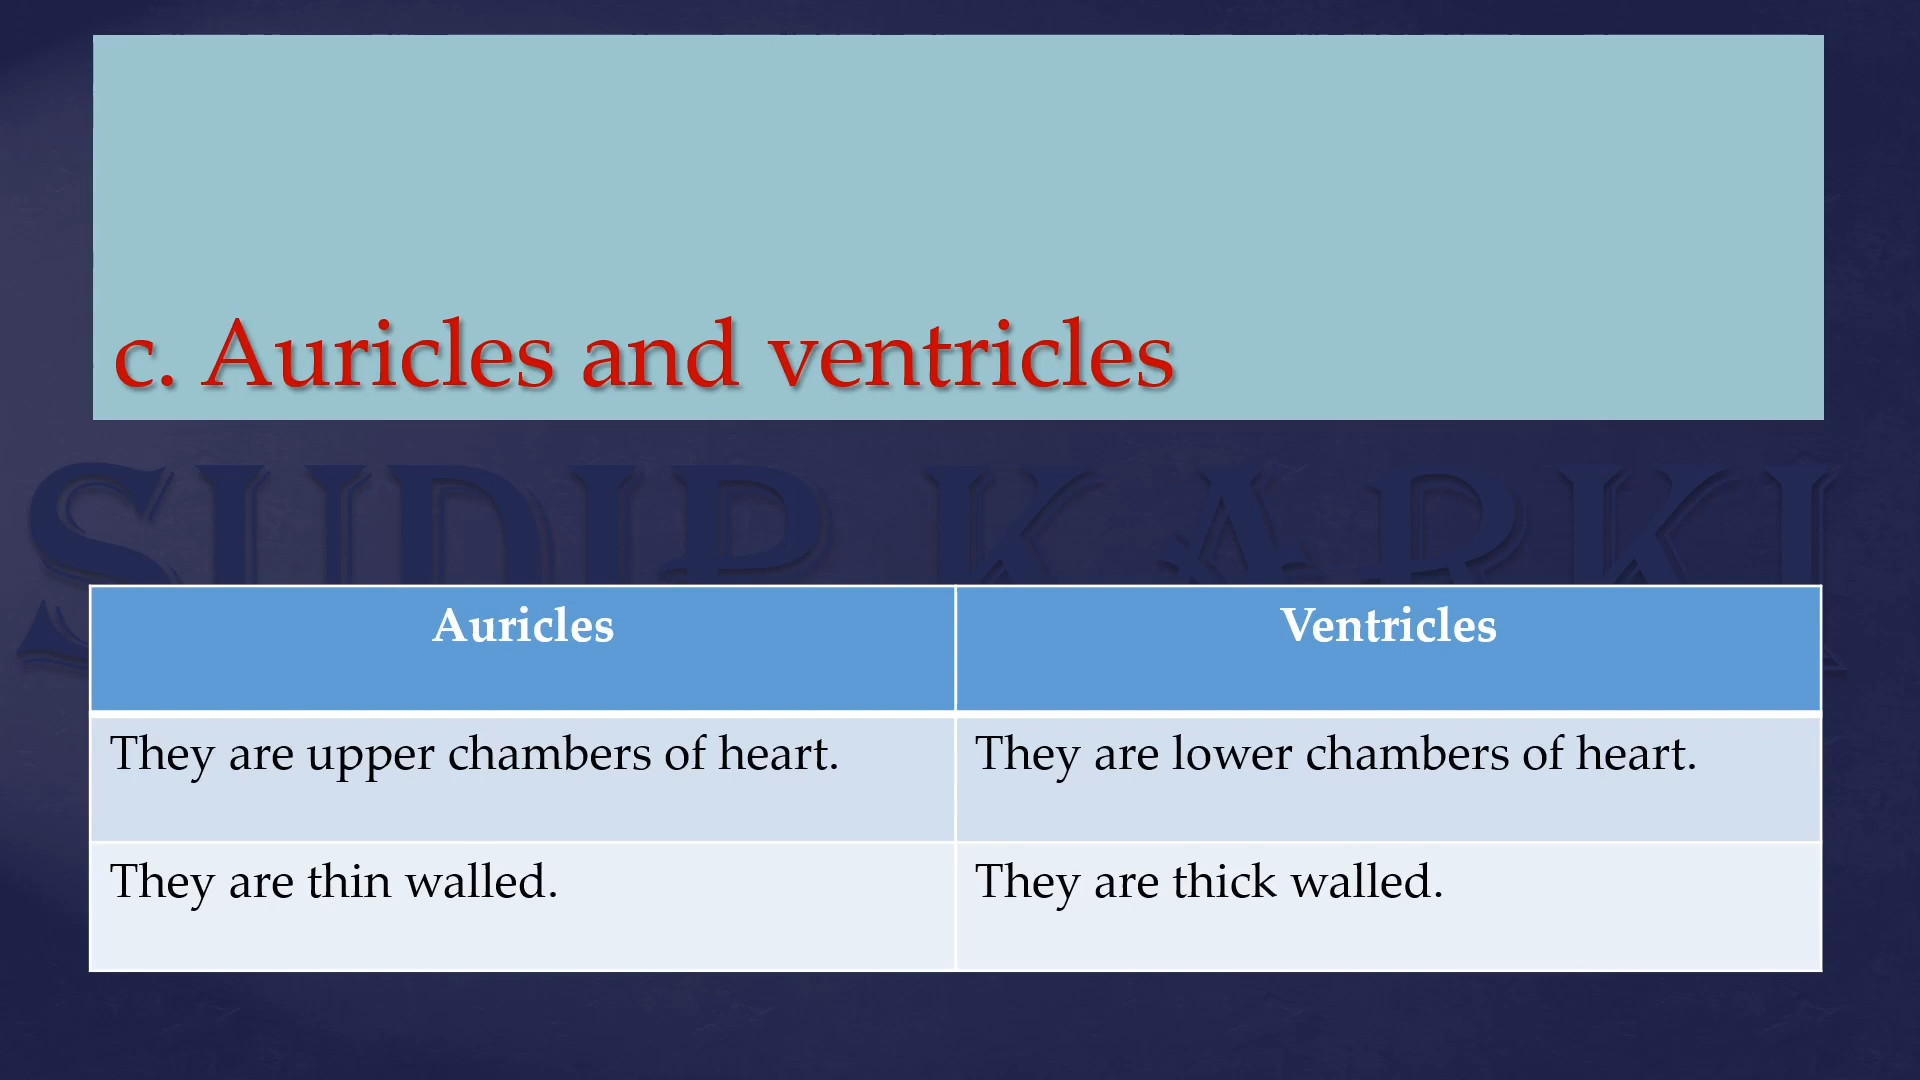 c. Auricles and ventricles
SUDIP KARKI
Auricles
Ventricles
They are upper chambers of heart.
They are lower chambers of heart.
They are thin walled.
They are thick walled.